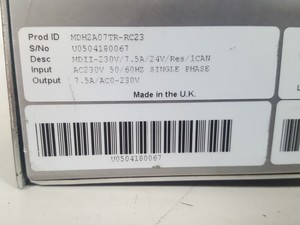 Prod ID MDH2A07TR-RC23
S/No U0504180067
Desc MDII-230V/7.5A/24V/Res/1CAN
Input AC230V 50/60HZ SINGLE PHASE
Output 7.5A/AC0-230V
Made in the U.K.
U0504180067